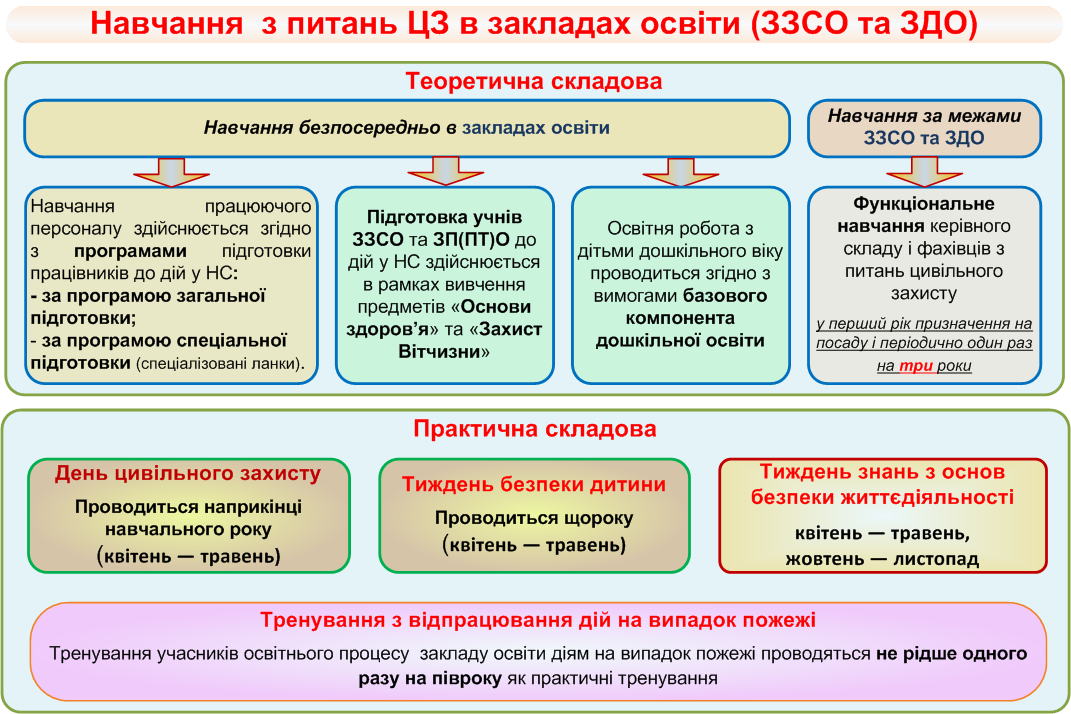 Навчання з питань ЦЗ в закладах освіти (ЗЗСО та ЗДО)
Теоретична складова
Навчання безпосередньо в закладах освіти
Навчання за межами
ЗЗСО та ЗДО
Навчання працюючого
персоналу здійснюється згідно
з програмами підготовки
працівників до дій у НС:
- за програмою загальної
підготовки;
- за програмою спеціальної
підготовки (спеціалізовані ланки).
Підготовка учнів
ЗЗСО та ЗП(ПТ)О до
дій у НС здійснюється
в рамках вивчення
предметів «Основи
здоров’я» та «Захист
Вітчизни»
Освітня робота з
дітьми дошкільного віку
проводиться згідно з
вимогами базового
компонента
дошкільної освіти
Функціональне
навчання керівного
складу і фахівців з
питань цивільного
захисту
у перший рік призначення на
посаду і періодично один раз
на три роки
Практична складова
День цивільного захисту
Проводиться наприкінці
навчального року
(квітень — травень)
Тиждень безпеки дитини
Проводиться щороку
(квітень — травень)
Тиждень знань з основ
безпеки життєдіяльності
квітень — травень,
жовтень — листопад
Тренування з відпрацювання дій на випадок пожежі
Тренування учасників освітнього процесу закладу освіти діям на випадок пожежі проводяться не рідше одного
разу на півроку як практичні тренування